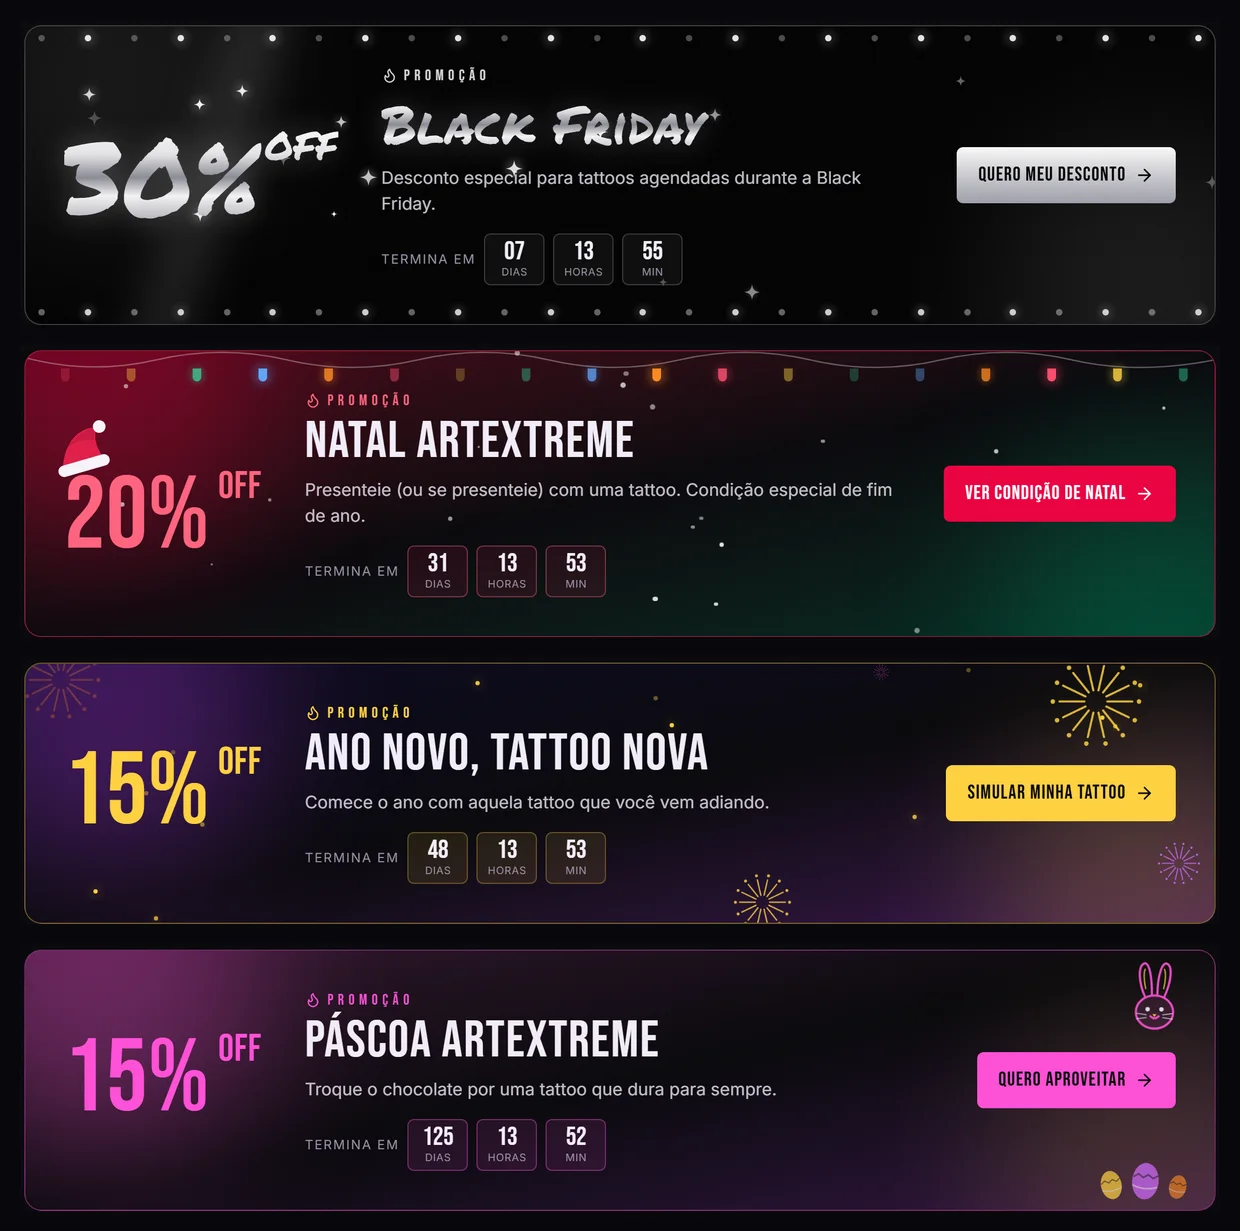 PROMOÇÃO
30% OFF
BLACK FRIDAY
Desconto especial para tattoos agendadas durante a Black
Friday.
QUERO MEU DESCONTO →
TERMINA EM
07 DIAS
13 HORAS
55 MIN
PROMOÇÃO
20% OFF
NATAL ARTEXTREME
Presenteie (ou se presenteie) com uma tattoo. Condição especial de fim
de ano.
VER CONDIÇÃO DE NATAL →
TERMINA EM
31 DIAS
13 HORAS
53 MIN
PROMOÇÃO
15% OFF
ANO NOVO, TATTOO NOVA
Comece o ano com aquela tattoo que você vem adiando.
SIMULAR MINHA TATTOO →
TERMINA EM
48 DIAS
13 HORAS
53 MIN
PROMOÇÃO
15% OFF
PÁSCOA ARTEXTREME
Troque o chocolate por uma tattoo que dura para sempre.
QUERO APROVEITAR →
TERMINA EM
125 DIAS
13 HORAS
52 MIN